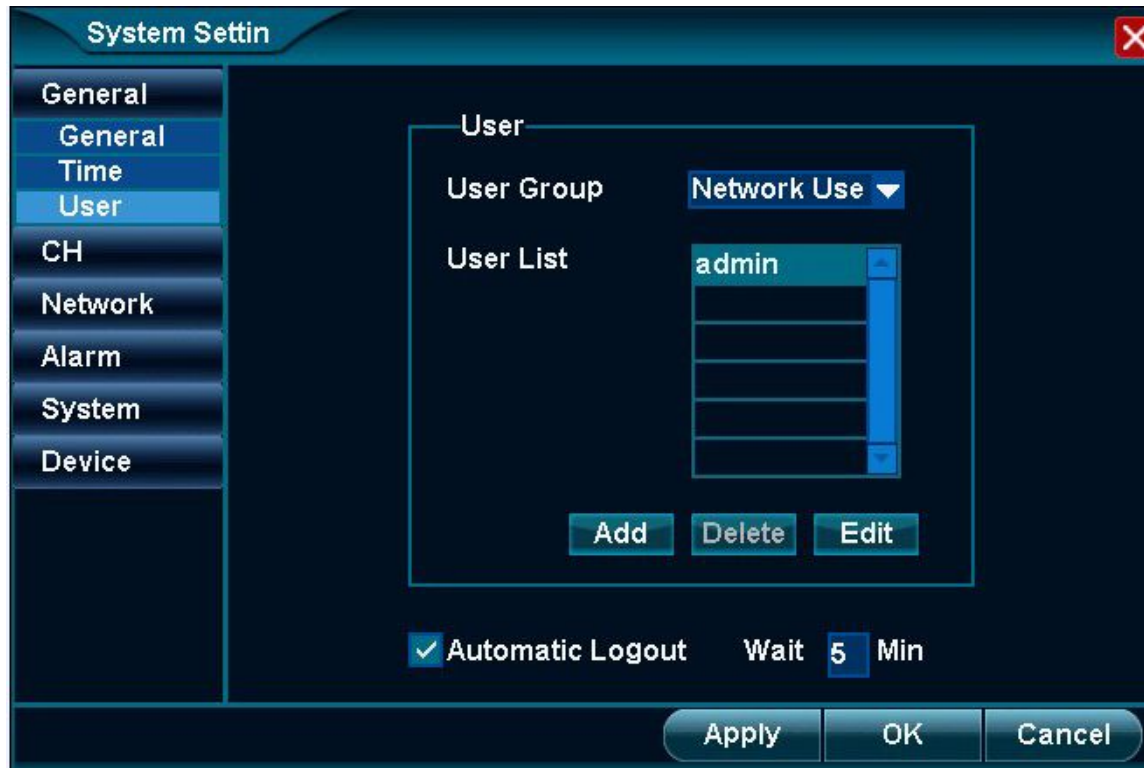 System Settin
General
General
Time
User
CH
Network
Alarm
System
Device
User
User Group Network Use
User List admin
Add Delete Edit
Automatic Logout Wait 5 Min
Apply OK Cancel